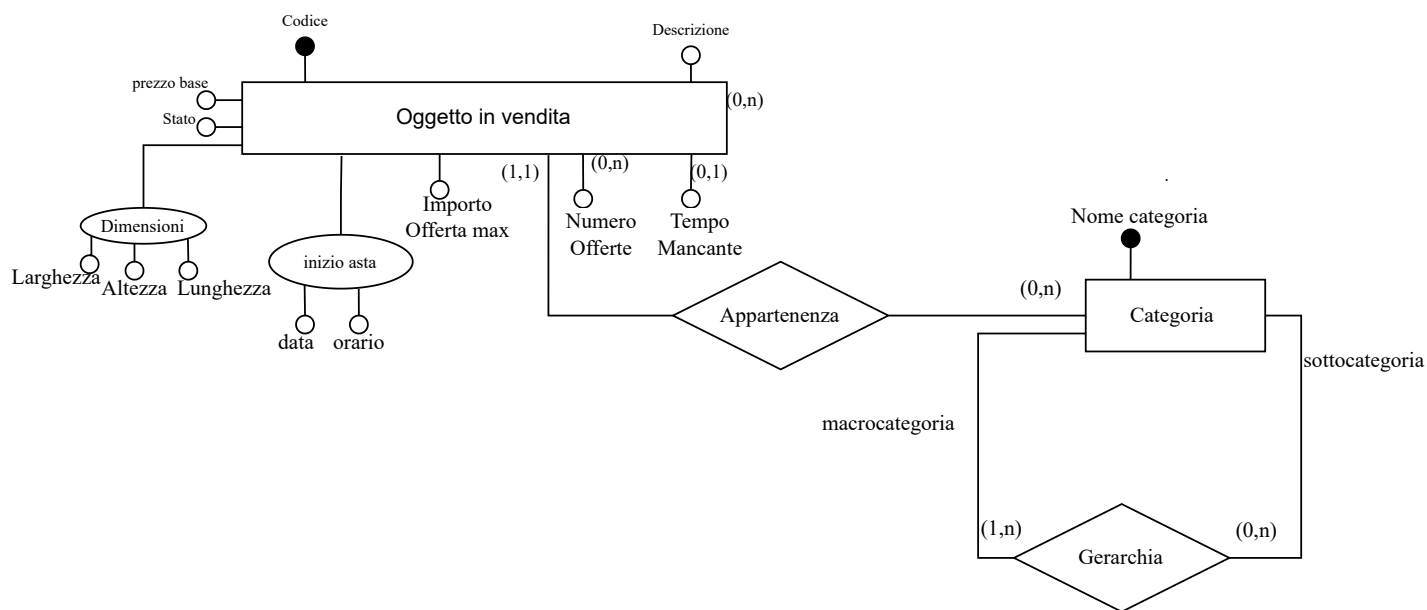 Codice
Descrizione
prezzo base
(0,n)
Oggetto in vendita
Stato
(1,1)
(0,n)
(0,1)
Importo
Offerta max
Numero
Offerte
Tempo
Mancante
Dimensioni
Larghezza
Altezza
Lunghezza
inizio asta
data
orario
.
Nome categoria
(0,n)
Appartenenza
Categoria
sottocategoria
macrocategoria
(1,n)
(0,n)
Gerarchia